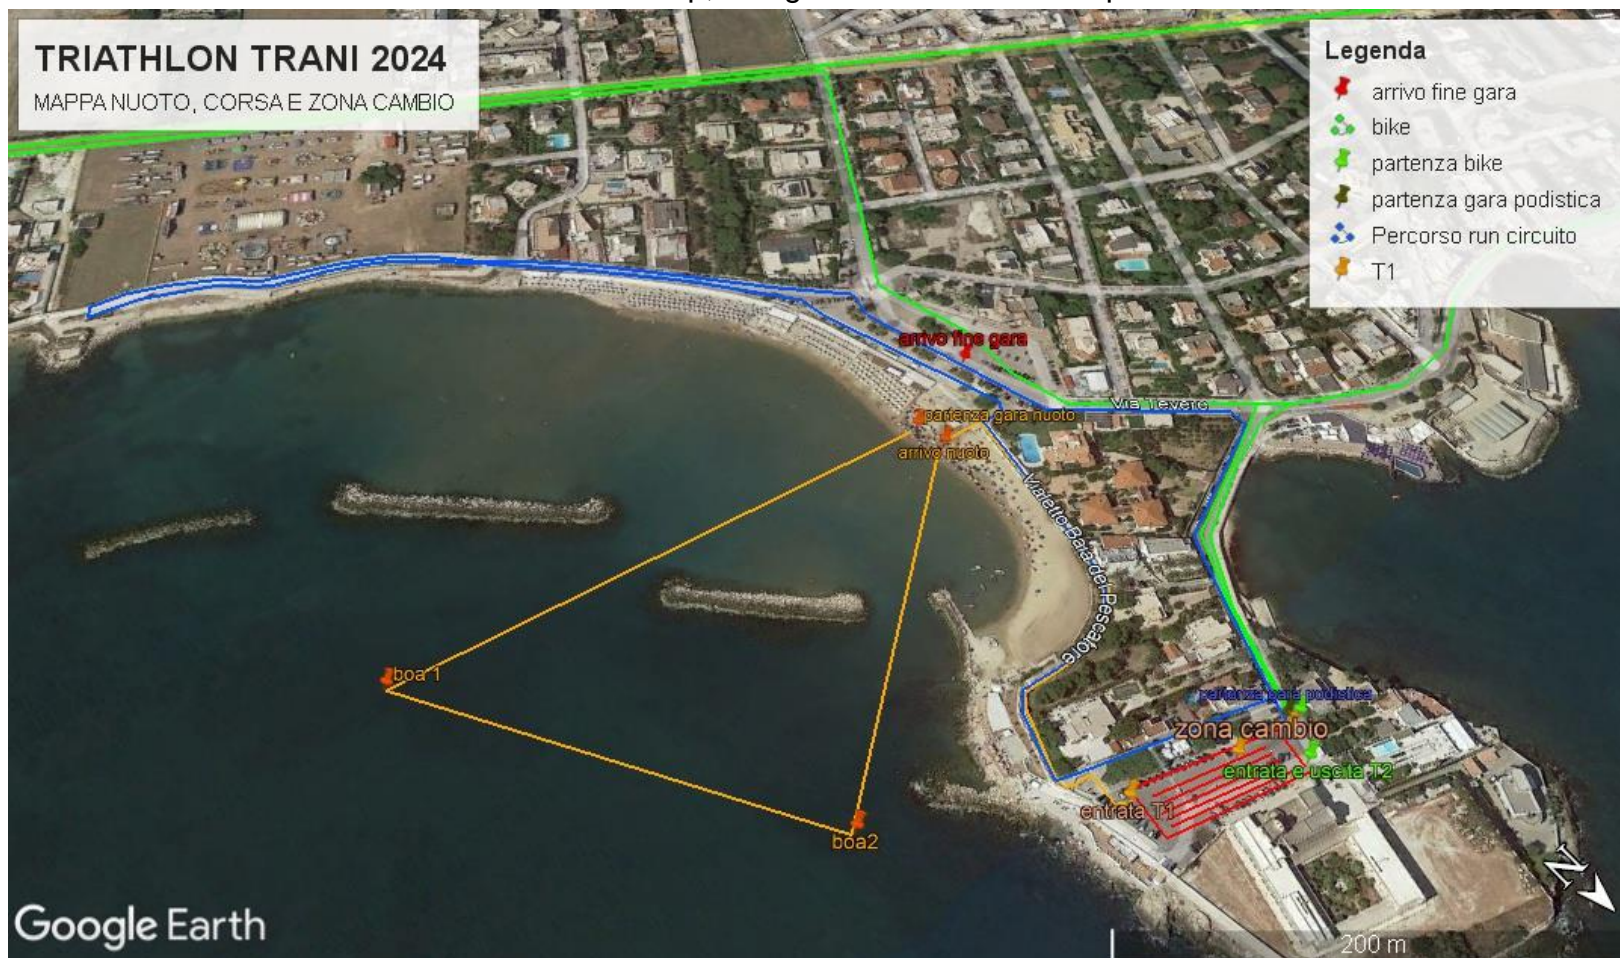 TRIATHLON TRANI 2024
MAPPA NUOTO, CORSA E ZONA CAMBIO
Legenda
arrivo fine gara
bike
partenza bike
partenza gara podistica
Percorso run circuito
T1
arrivo fine gara
Via Tevere
partenza gara nuoto
arrivo nuoto
Vialetto Baia del Pescatore
boa 1
partenza gara podistica
zona cambio
entrata e uscita T2
entrata T1
boa2
N
Google Earth
200 m